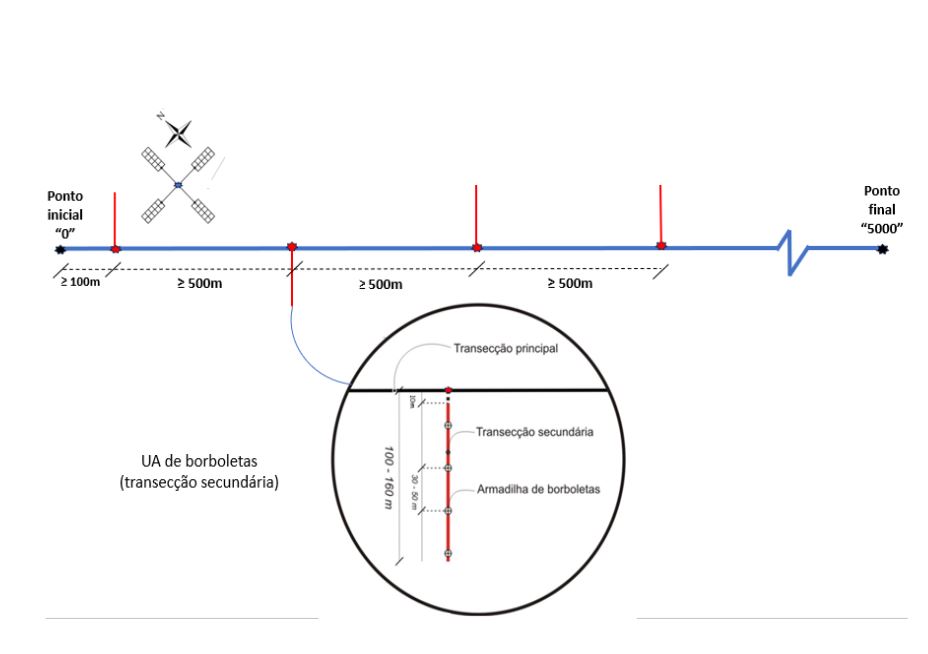 N
Ponto
inicial
“0”
Ponto
final
“5000”
≥ 100m
≥ 500m
≥ 500m
≥ 500m
Transecção principal
10m
Transecção secundária
100 - 160 m
30 - 50 m
Armadilha de borboletas
UA de borboletas
(transecção secundária)